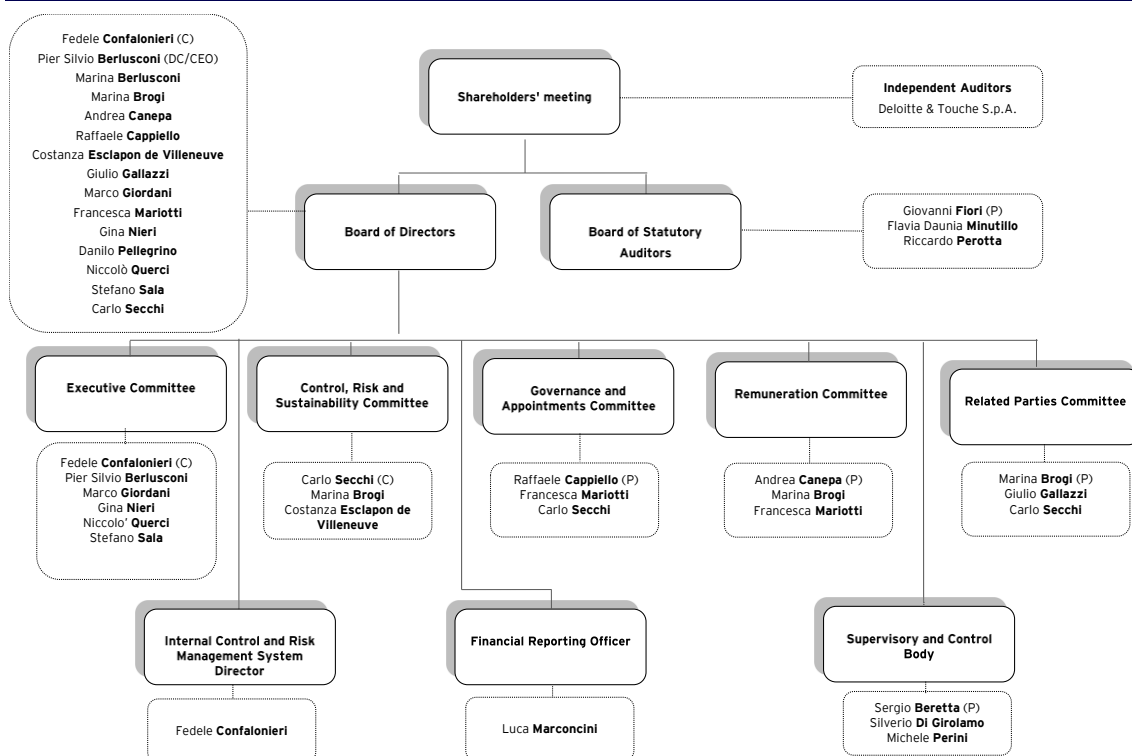 Fedele Confalonieri (C)
Pier Silvio Berlusconi (DC/CEO)
Marina Berlusconi
Marina Brogi
Andrea Canepa
Raffaele Cappiello
Costanza Esclapon de Villeneuve
Giulio Gallazzi
Marco Giordani
Francesca Mariotti
Gina Nieri
Danilo Pellegrino
Niccolò Querci
Stefano Sala
Carlo Secchi
Shareholders' meeting
Independent Auditors
Deloitte & Touche S.p.A.
Board of Directors
Board of Statutory
Auditors
Giovanni Fiori (P)
Flavia Daunia Minutillo
Riccardo Perotta
Executive Committee
Control, Risk and
Sustainability Committee
Governance and
Appointments Committee
Remuneration Committee
Related Parties Committee
Fedele Confalonieri (C)
Pier Silvio Berlusconi
Marco Giordani
Gina Nieri
Niccolo' Querci
Stefano Sala
Carlo Secchi (C)
Marina Brogi
Costanza Esclapon de
Villeneuve
Raffaele Cappiello (P)
Francesca Mariotti
Carlo Secchi
Andrea Canepa (P)
Marina Brogi
Francesca Mariotti
Marina Brogi (P)
Giulio Gallazzi
Carlo Secchi
Internal Control and Risk
Management System
Director
Financial Reporting Officer
Supervisory and Control
Body
Fedele Confalonieri
Luca Marconcini
Sergio Beretta (P)
Silverio Di Girolamo
Michele Perini